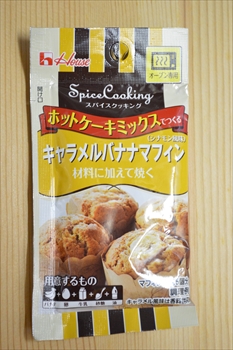 House
開け口
オーブン専用
Spice Cooking
スパイスクッキング
ホットケーキミックスでつくる
キャラメルバナナマフィン
材料に加えて焼く
用意するもの